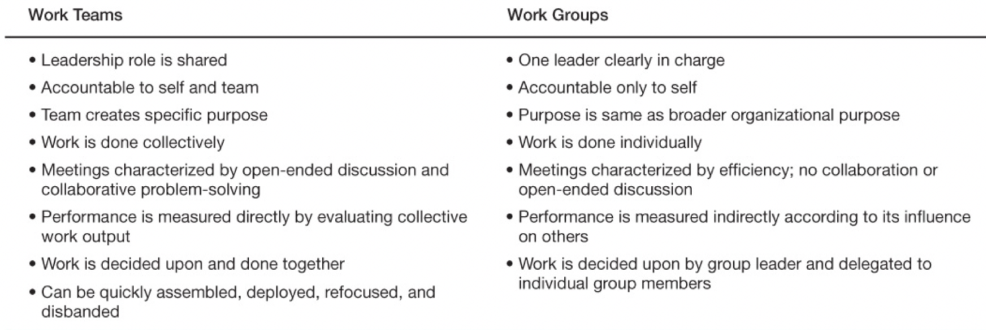 Work Teams
• Leadership role is shared
• Accountable to self and team
• Team creates specific purpose
• Work is done collectively
• Meetings characterized by open-ended discussion and
collaborative problem-solving
• Performance is measured directly by evaluating collective
work output
• Work is decided upon and done together
• Can be quickly assembled, deployed, refocused, and
disbanded
Work Groups
• One leader clearly in charge
• Accountable only to self
• Purpose is same as broader organizational purpose
• Work is done individually
• Meetings characterized by efficiency; no collaboration or
open-ended discussion
• Performance is measured indirectly according to its influence
on others
• Work is decided upon by group leader and delegated to
individual group members